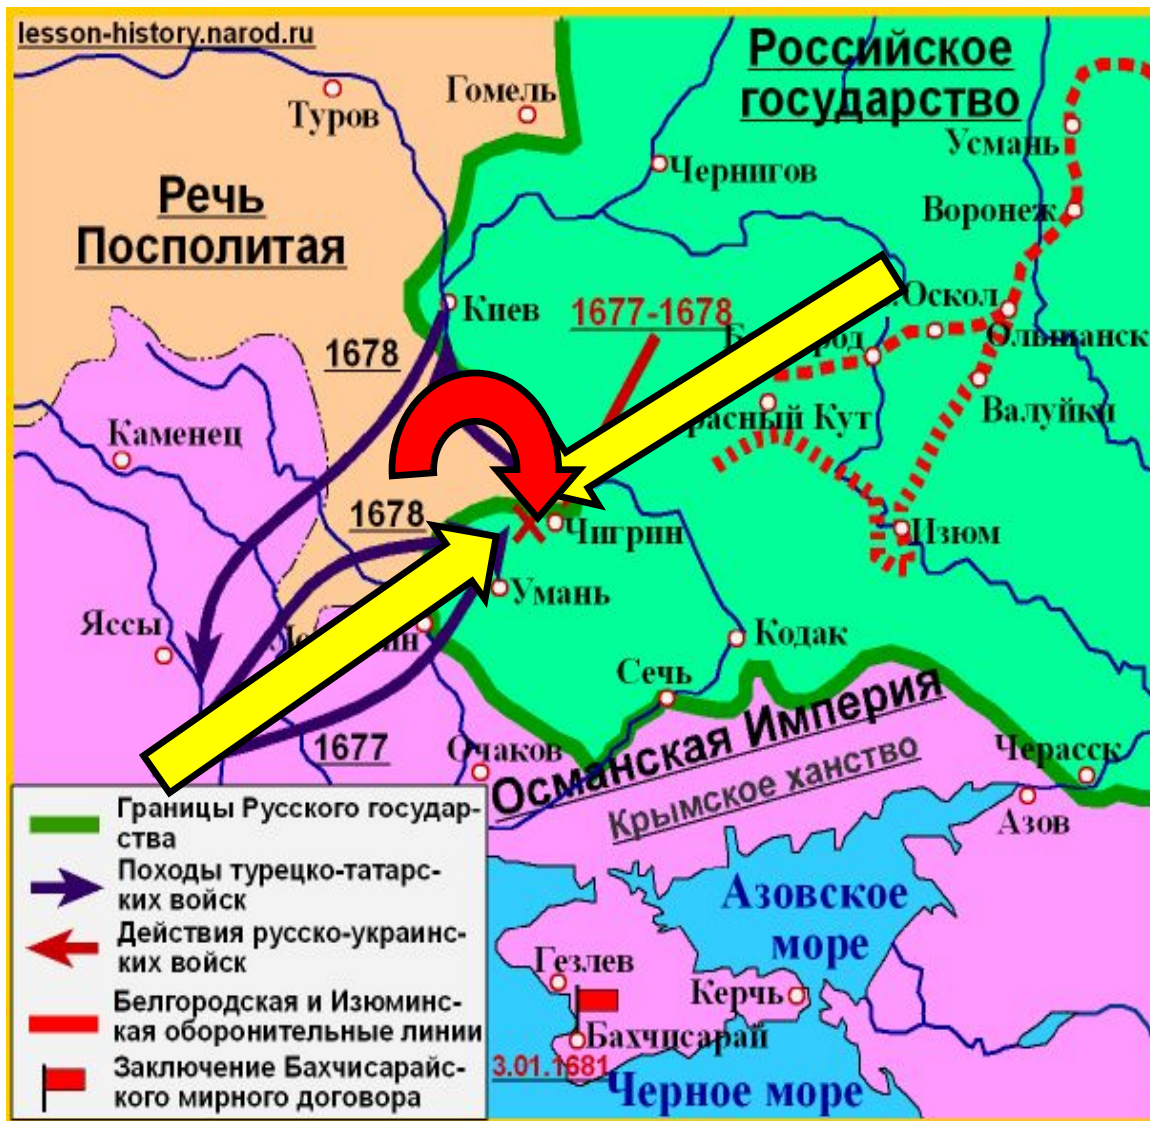 lesson-history.narod.ru
Российское
государство
Гомель
Туров
Усмань
Чернигов
Речь
Посполитая
Воронеж
Киев
1677-1678
.Оскол
Ольшанск
1678
Валуйки
Каменец
расный Кут
1678
Чигрин
Изюм
Умань
Яссы
Кодак
Сечь
1677
Очаков
Османская Империя
Крымское ханство
Черасск
Азов
Границы Русского государ-
ства
Походы турецко-татарс-
ких войск
Действия русско-украинс-
ких войск
Белгородская и Изюминс-
кая оборонительные линии
Заключение Бахчисарайс-
кого мирного договора
Азовское
море
Гезлев
Керчь
Бахчисарай
3.01.1681
Черное море